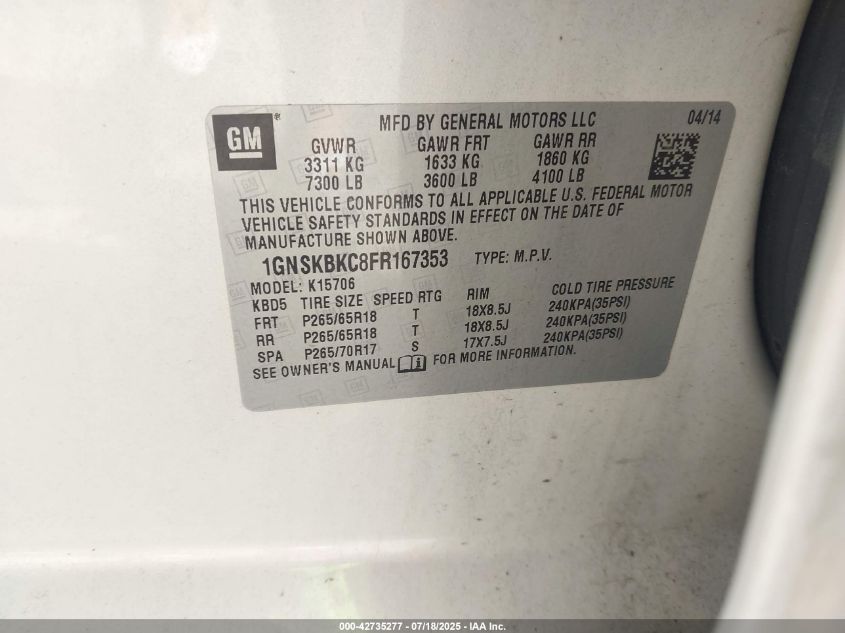 GM ®
MFD BY GENERAL MOTORS LLC 04/14
GVWR GAWR FRT GAWR RR
3311 KG 1633 KG 1860 KG
7300 LB 3600 LB 4100 LB
THIS VEHICLE CONFORMS TO ALL APPLICABLE U.S. FEDERAL MOTOR
VEHICLE SAFETY STANDARDS IN EFFECT ON THE DATE OF
MANUFACTURE SHOWN ABOVE.
1GNSKBKC8FR167353 TYPE: M.P.V.
MODEL: K15706
KBD5 TIRE SIZE SPEED RTG RIM COLD TIRE PRESSURE
FRT P265/65R18 T 18X8.5J 240KPA(35PSI)
RR P265/65R18 T 18X8.5J 240KPA(35PSI)
SPA P265/70R17 S 17X7.5J 240KPA(35PSI)
SEE OWNER'S MANUAL FOR MORE INFORMATION.
000-42735277 - 07/18/2025 - IAA Inc.